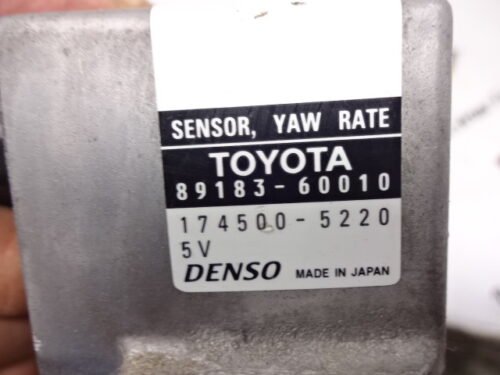 SENSOR, YAW RATE
TOYOTA
89183-60010
174500-5220
5V
DENSO MADE IN JAPAN